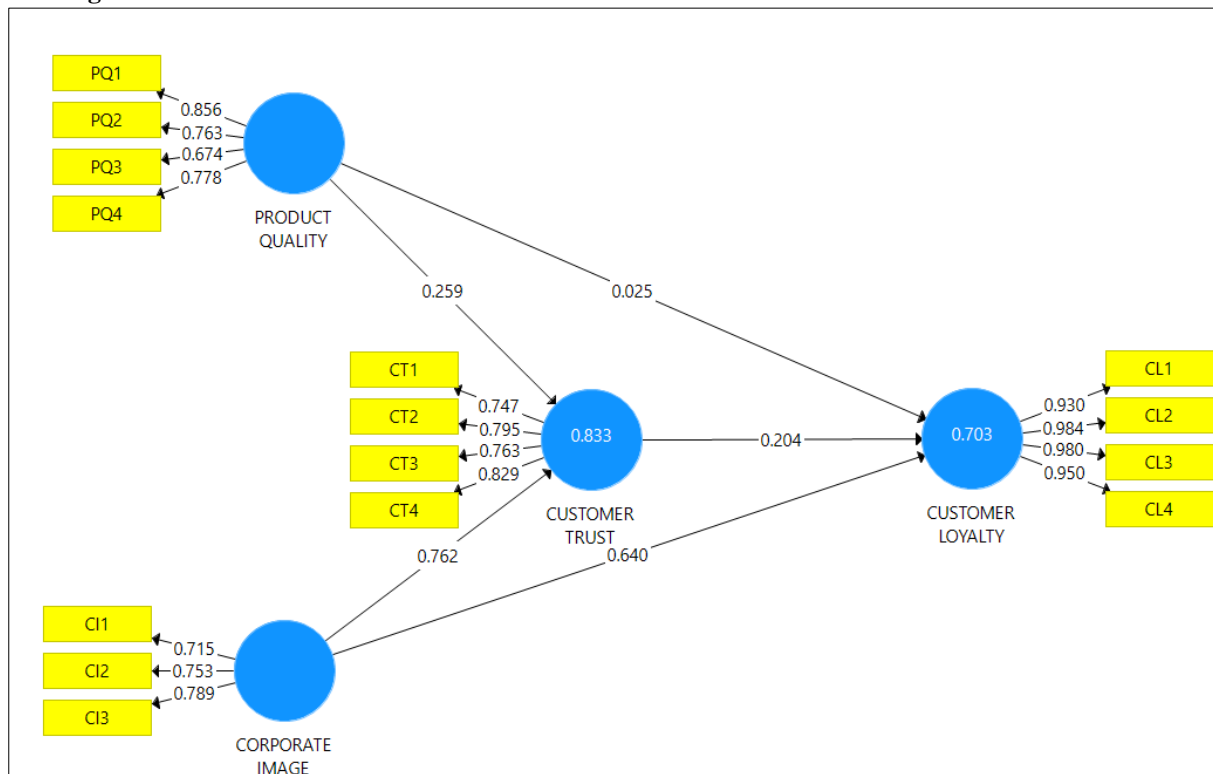 PQ1
0.856
PQ2
0.763
PQ3
0.674
0.778
PQ4
PRODUCT
QUALITY
0.259
0.025
CT1
0.747
CT2
0.795
CT3
0.763
0.829
CT4
0.833
CUSTOMER
TRUST
0.204
0.703
CUSTOMER
LOYALTY
CL1
0.930
CL2
0.984
0.980
CL3
0.950
CL4
0.762
0.640
CI1
0.715
CI2
0.753
0.789
CI3
CORPORATE
IMAGE